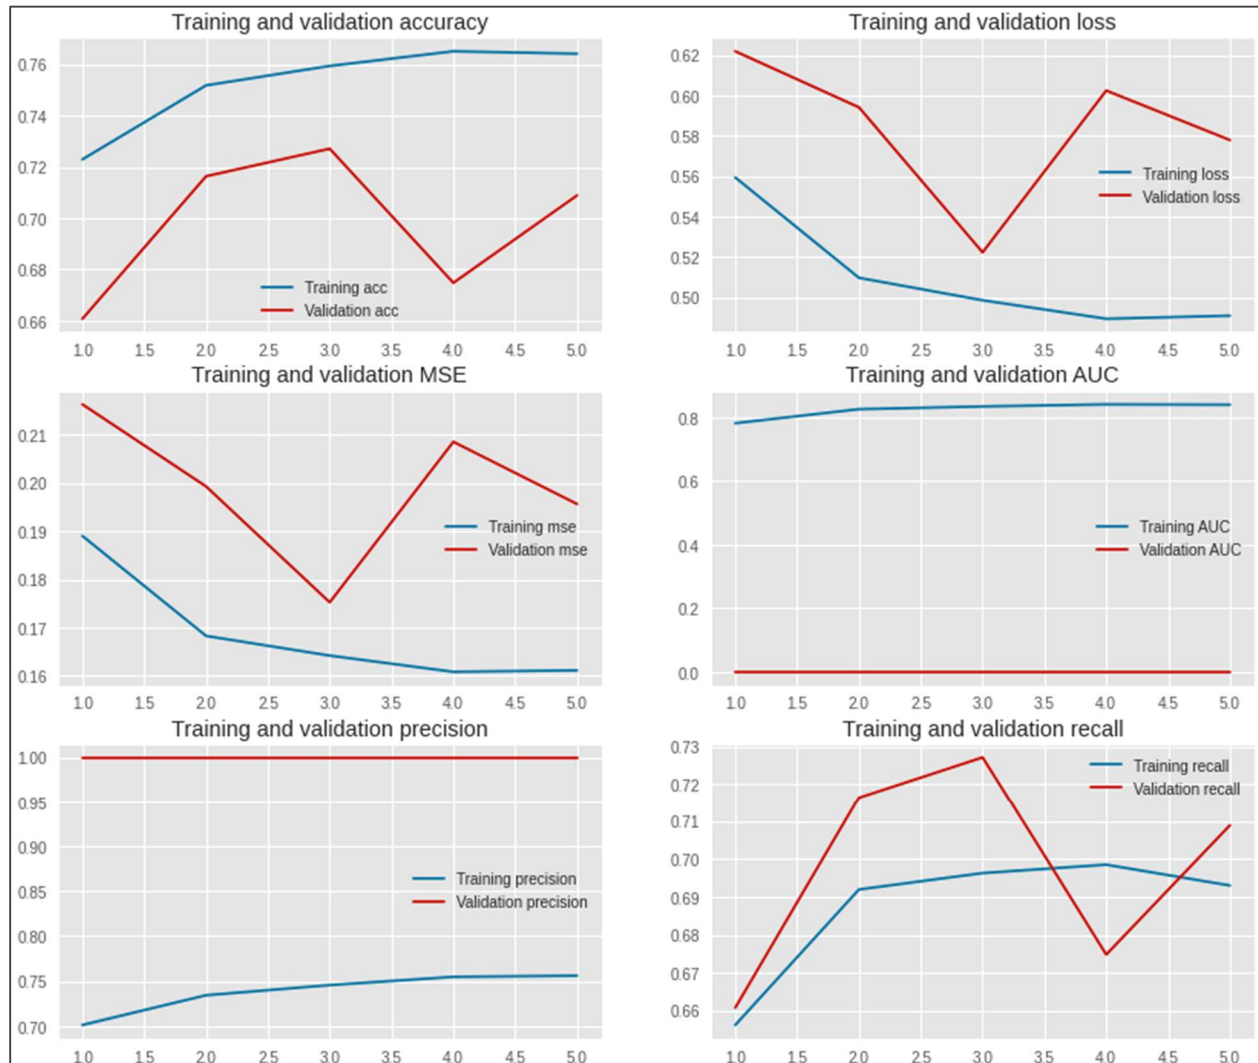 Training and validation accuracy
0.76
0.74
0.72
0.70
0.68
0.66
Training acc
Validation acc
1.0 1.5 2.0 2.5 3.0 3.5 4.0 4.5 5.0
Training and validation loss
0.62
0.60
0.58
0.56
0.54
0.52
0.50
Training loss
Validation loss
1.0 1.5 2.0 2.5 3.0 3.5 4.0 4.5 5.0
Training and validation MSE
0.21
0.20
0.19
0.18
0.17
0.16
Training mse
Validation mse
1.0 1.5 2.0 2.5 3.0 3.5 4.0 4.5 5.0
Training and validation AUC
0.8
0.6
0.4
0.2
0.0
Training AUC
Validation AUC
1.0 1.5 2.0 2.5 3.0 3.5 4.0 4.5 5.0
Training and validation precision
1.00
0.95
0.90
0.85
0.80
0.75
0.70
Training precision
Validation precision
1.0 1.5 2.0 2.5 3.0 3.5 4.0 4.5 5.0
Training and validation recall
0.73
0.72
0.71
0.70
0.69
0.68
0.67
0.66
Training recall
Validation recall
1.0 1.5 2.0 2.5 3.0 3.5 4.0 4.5 5.0